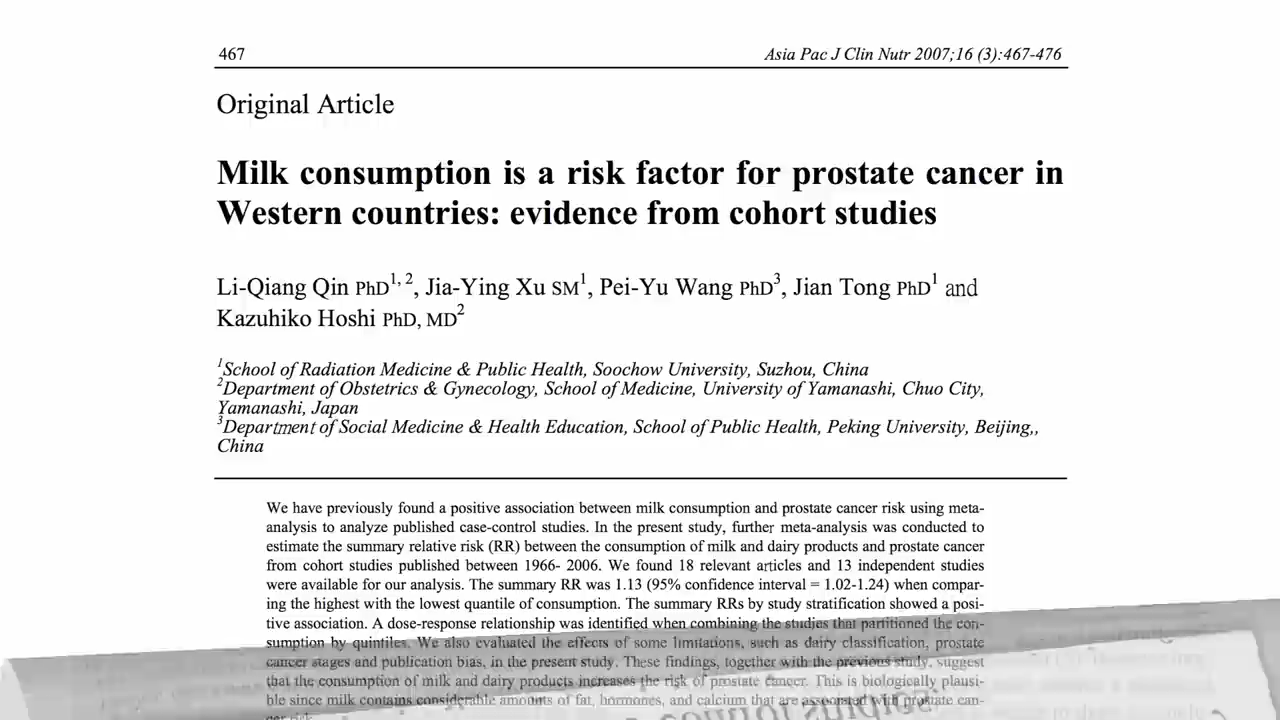 467 Asia Pac J Clin Nutr 2007;16 (3):467-476
Original Article
Milk consumption is a risk factor for prostate cancer in
Western countries: evidence from cohort studies
Li-Qiang Qin PhD1, 2, Jia-Ying Xu SM1, Pei-Yu Wang PhD3, Jian Tong PhD1 and
Kazuhiko Hoshi PhD, MD2
1School of Radiation Medicine & Public Health, Soochow University, Suzhou, China
2Department of Obstetrics & Gynecology, School of Medicine, University of Yamanashi, Chuo City,
Yamanashi, Japan
3Department of Social Medicine & Health Education, School of Public Health, Peking University, Beijing,,
China
We have previously found a positive association between milk consumption and prostate cancer risk using meta-
analysis to analyze published case-control studies. In the present study, further meta-analysis was conducted to
estimate the summary relative risk (RR) between the consumption of milk and dairy products and prostate cancer
from cohort studies published between 1966- 2006. We found 18 relevant articles and 13 independent studies
were available for our analysis. The summary RR was 1.13 (95% confidence interval = 1.02-1.24) when compar-
ing the highest with the lowest quantile of consumption. The summary RRs by study stratification showed a posi-
tive association. A dose-response relationship was identified when combining the studies that partitioned the con-
sumption by quintiles. We also evaluated the effects of some limitations, such as dairy classification, prostate
cancer stages and publication bias, in the present study. These findings, together with the previous study, suggest
that the consumption of milk and dairy products increases the risk of prostate cancer. This is biologically plausi-
ble since milk contains considerable amounts of fat, hormones, and calcium that are associated with prostate can-
cer risk.